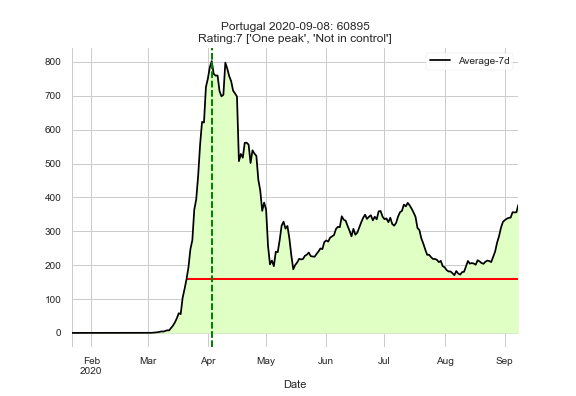 Portugal 2020-09-08: 60895
Rating:7 ['One peak', 'Not in control']
Average-7d
800
700
600
500
400
300
200
100
0
Feb
2020
Mar
Apr
May
Jun
Jul
Aug
Sep
Date